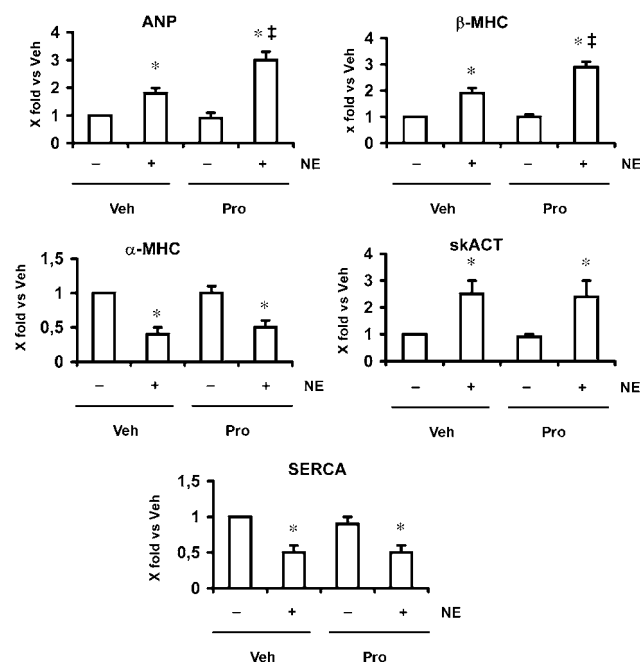 ANP
X fold vs Veh
4
3
2
1
0
*
* ‡
– + – + NE
Veh Pro
β-MHC
X fold vs Veh
4
3
2
1
0
*
* ‡
– + – + NE
Veh Pro
α-MHC
X fold vs Veh
1,5
1
0,5
0
*
*
– + – + NE
Veh Pro
skACT
X fold vs Veh
4
3
2
1
0
*
*
– + – + NE
Veh Pro
SERCA
X fold vs Veh
1,5
1
0,5
0
*
*
– + – + NE
Veh Pro